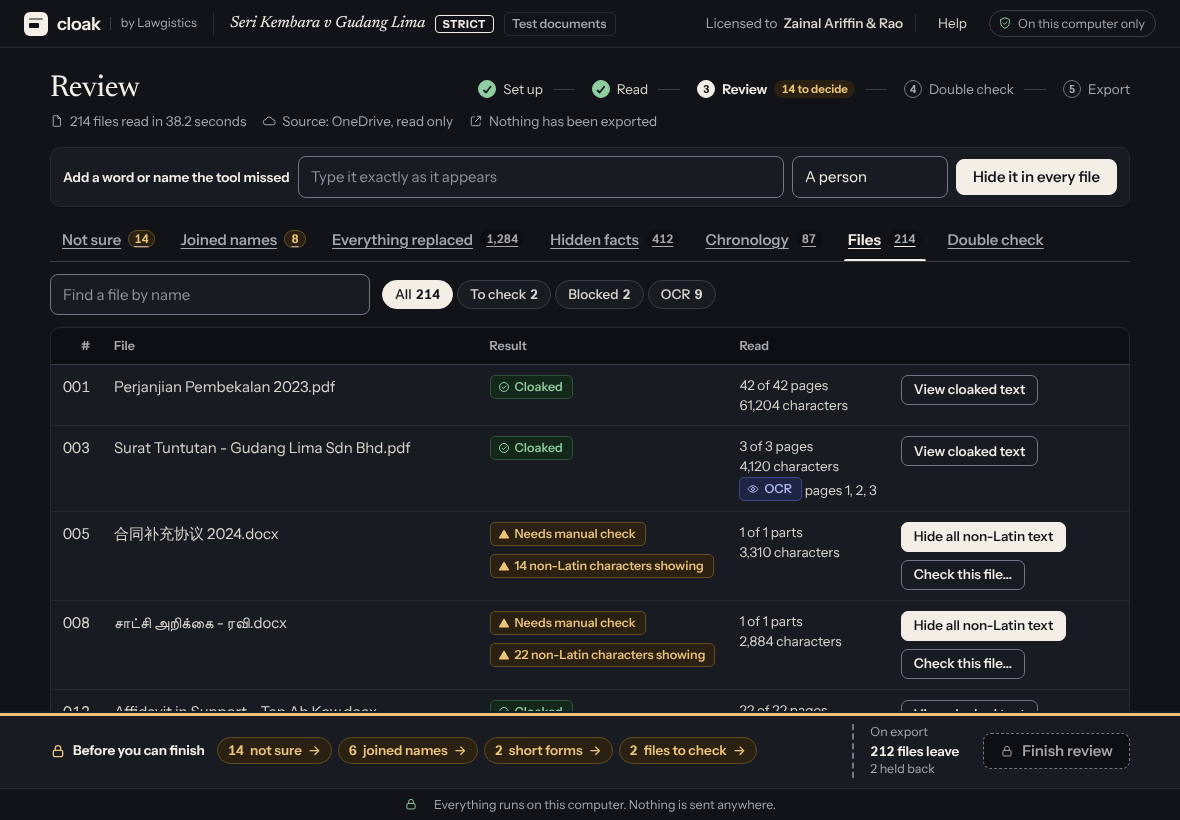 cloak by Lawgistics Seri Kembara v Gudang Lima STRICT Test documents Licensed to Zainal Ariffin & Rao Help On this computer only
Review
Set up Read 3 Review 14 to decide 4 Double check 5 Export
214 files read in 38.2 seconds Source: OneDrive, read only Nothing has been exported
Add a word or name the tool missed Type it exactly as it appears A person Hide it in every file
Not sure 14 Joined names 8 Everything replaced 1,284 Hidden facts 412 Chronology 87 Files 214 Double check
Find a file by name All 214 To check 2 Blocked 2 OCR 9
# File Result Read
001 Perjanjian Pembekalan 2023.pdf Cloaked 42 of 42 pages View cloaked text
61,204 characters
003 Surat Tuntutan - Gudang Lima Sdn Bhd.pdf Cloaked 3 of 3 pages View cloaked text
4,120 characters
OCR pages 1, 2, 3
005 合同补充协议 2024.docx Needs manual check 1 of 1 parts Hide all non-Latin text
14 non-Latin characters showing 3,310 characters Check this file...
008 சாட்சி அறிக்கை - ரவி.docx Needs manual check 1 of 1 parts Hide all non-Latin text
22 non-Latin characters showing 2,884 characters Check this file...
Before you can finish 14 not sure → 6 joined names → 2 short forms → 2 files to check →
On export
212 files leave
2 held back
Finish review
Everything runs on this computer. Nothing is sent anywhere.